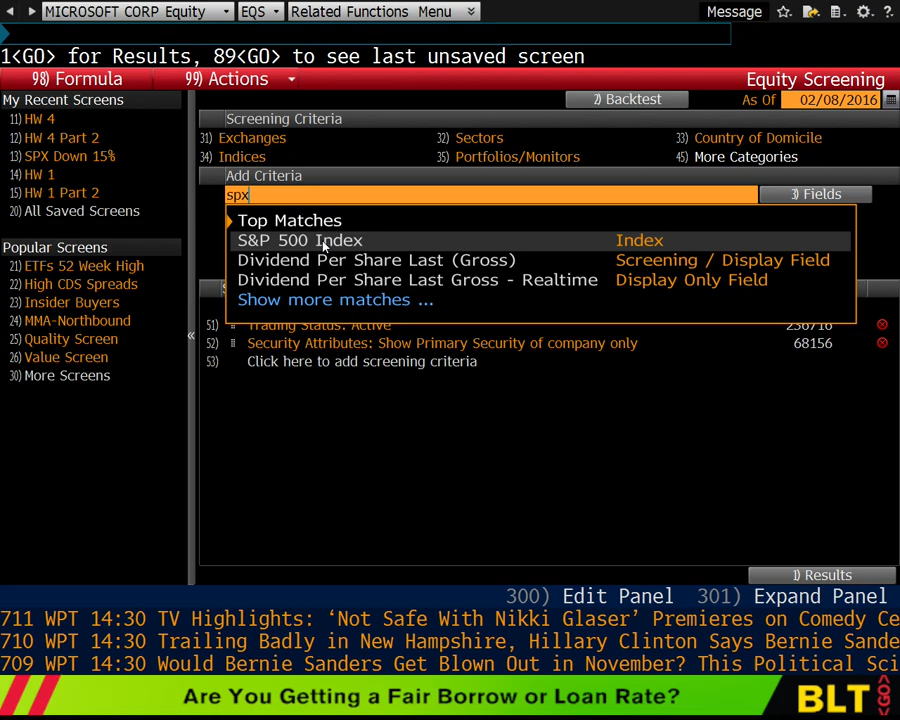 MICROSOFT CORP Equity EQS Related Functions Menu Message ?
1<GO> for Results, 89<GO> to see last unsaved screen
98) Formula 99) Actions Equity Screening
My Recent Screens 2) Backtest As Of 02/08/2016
11) HW 4 Screening Criteria
12) HW 4 Part 2 31) Exchanges 32) Sectors 33) Country of Domicile
13) SPX Down 15% 34) Indices 35) Portfolios/Monitors 45) More Categories
14) HW 1 Add Criteria
15) HW 1 Part 2 spx 3) Fields
20) All Saved Screens Top Matches
S&P 500 Index Index
Popular Screens Dividend Per Share Last (Gross) Screening / Display Field
21) ETFs 52 Week High Dividend Per Share Last Gross - Realtime Display Only Field
22) High CDS Spreads Show more matches ...
23) Insider Buyers
24) MMA-Northbound 51) Trading Status: Active 236716
25) Quality Screen 52) Security Attributes: Show Primary Security of company only 68156
26) Value Screen 53) Click here to add screening criteria
30) More Screens
1) Results
300) Edit Panel 301) Expand Panel
711 WPT 14:30 TV Highlights: ‘Not Safe With Nikki Glaser’ Premieres on Comedy Ce
710 WPT 14:30 Trailing Badly in New Hampshire, Hillary Clinton Says Bernie Sande
709 WPT 14:30 Would Bernie Sanders Get Blown Out in November? This Political Sci
Are You Getting a Fair Borrow or Loan Rate? BLT